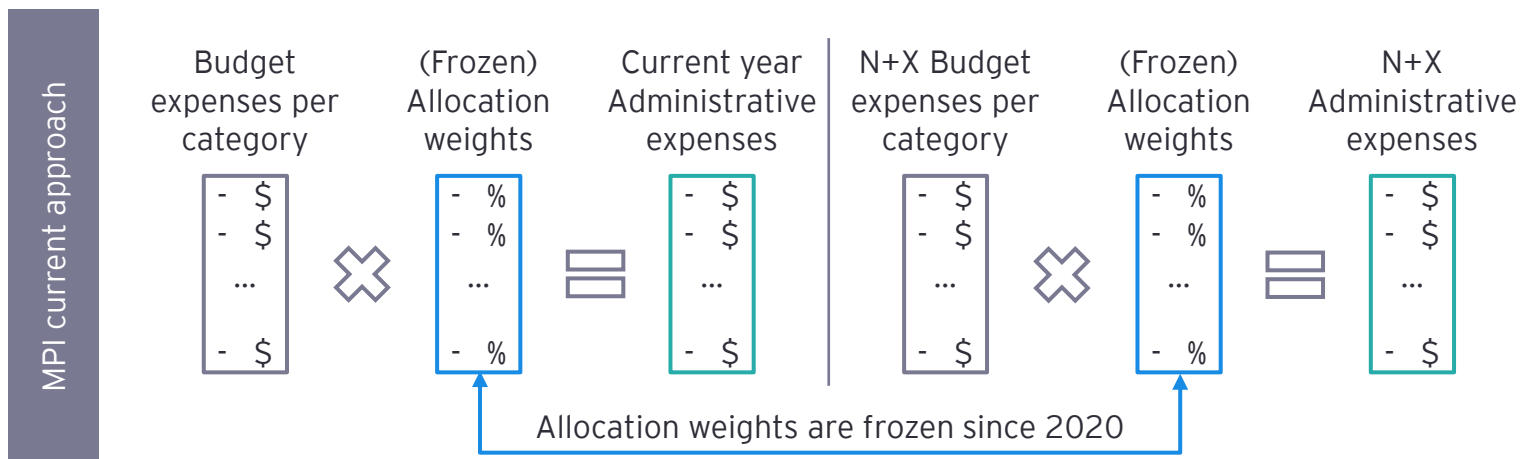 MPI current approach
Budget
expenses per
category
(Frozen)
Allocation
weights
Current year
Administrative
expenses
N+X Budget
expenses per
category
(Frozen)
Allocation
weights
N+X
Administrative
expenses
- $
- $
...
- $
- %
- %
...
- %
- $
- $
...
- $
- $
- $
...
- $
- %
- %
...
- %
- $
- $
...
- $
Allocation weights are frozen since 2020